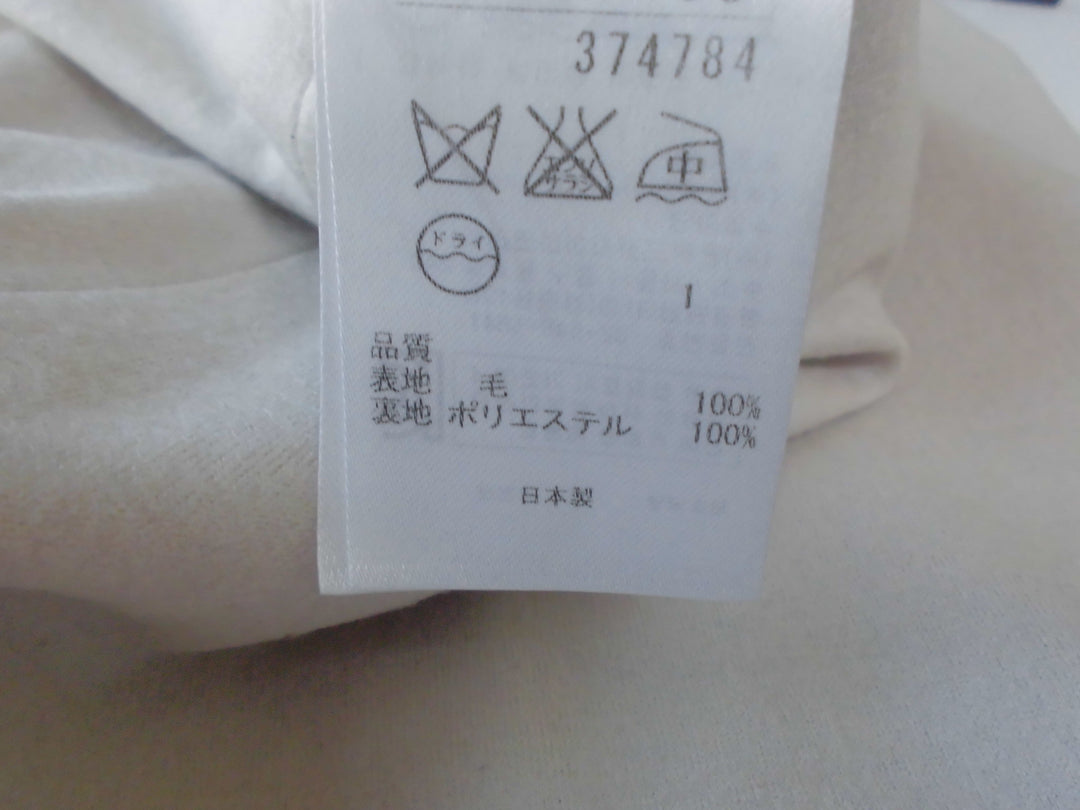 374784
中
ドライ
1
品質
表地 毛 100%
裏地 ポリエステル 100%
日本製